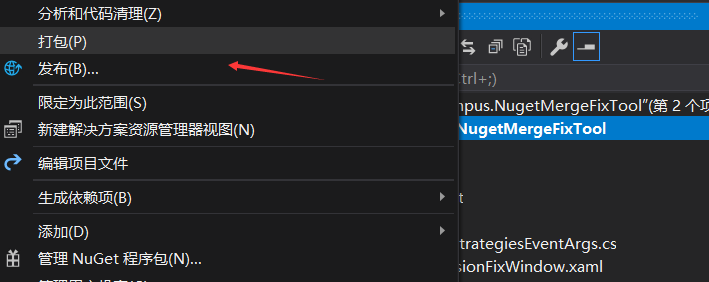 分析和代码清理(Z)
打包(P)
发布(B)...
限定为此范围(S)
新建解决方案资源管理器视图(N)
编辑项目文件
生成依赖项(B)
添加(D)
管理 NuGet 程序包(N)...
Ctrl+;)
mpus.NugetMergeFixTool"(第 2 个项
NugetMergeFixTool
t
trategiesEventArgs.cs
sionFixWindow.xaml